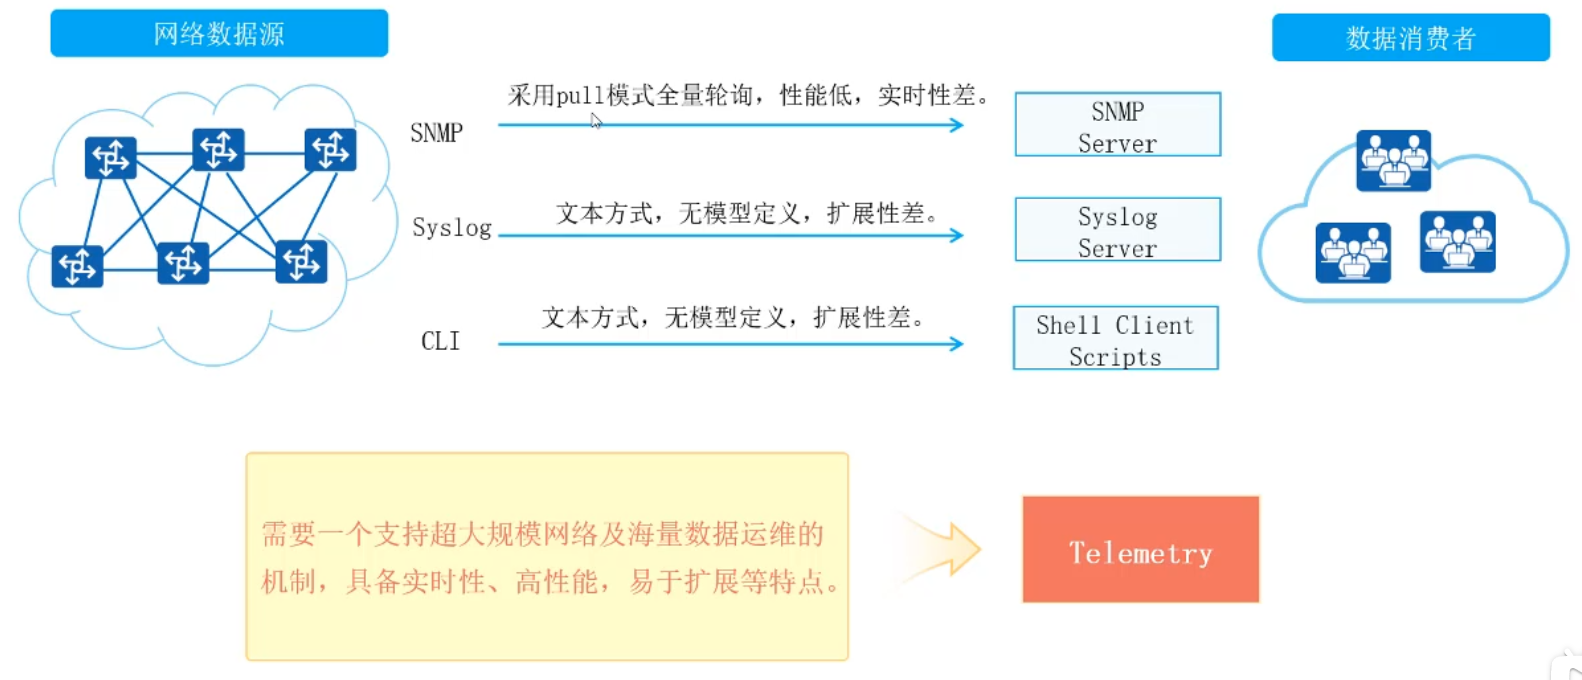 网络数据源
数据消费者
采用pull模式全量轮询，性能低，实时性差。
SNMP
SNMP
Server
文本方式，无模型定义，扩展性差。
Syslog
Syslog
Server
文本方式，无模型定义，扩展性差。
CLI
Shell Client
Scripts
需要一个支持超大规模网络及海量数据运维的
机制，具备实时性、高性能，易于扩展等特点。
Telemetry